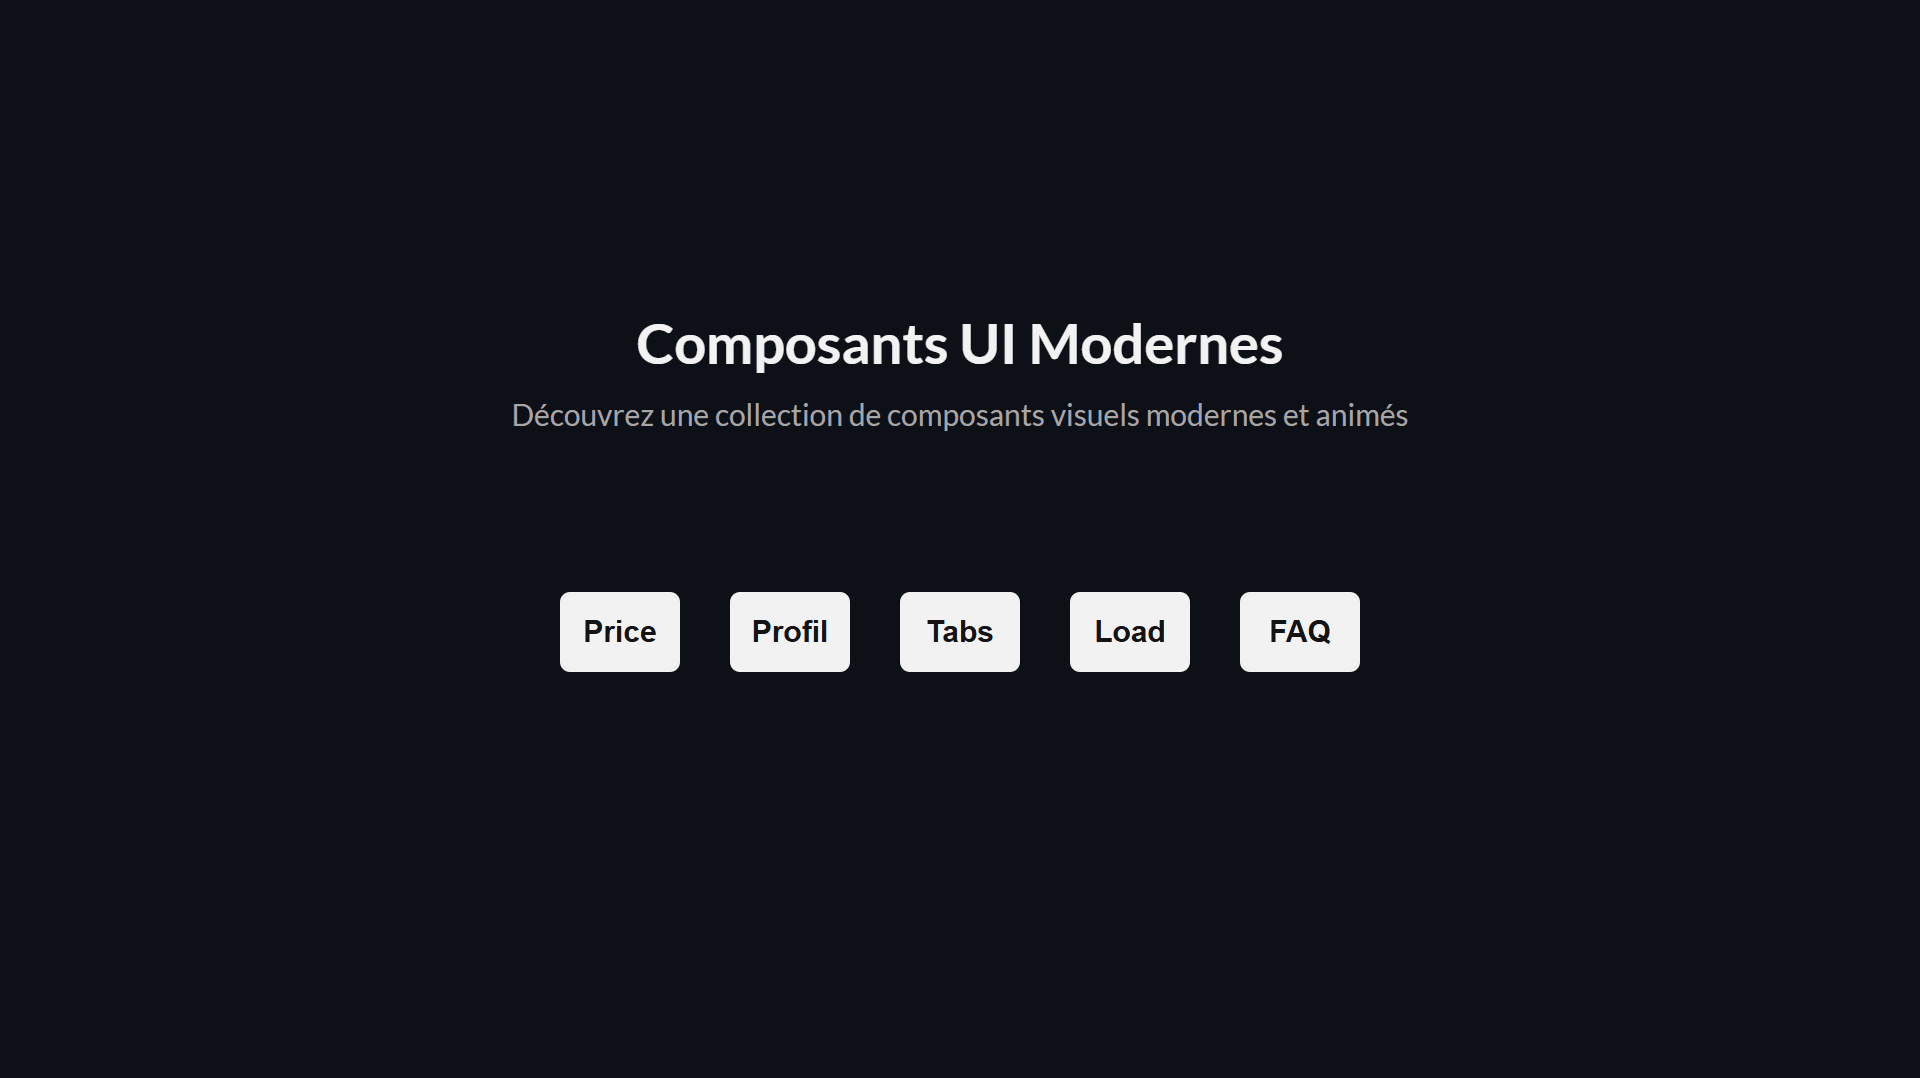 Composants UI Modernes
Découvrez une collection de composants visuels modernes et animés
Price Profil Tabs Load FAQ